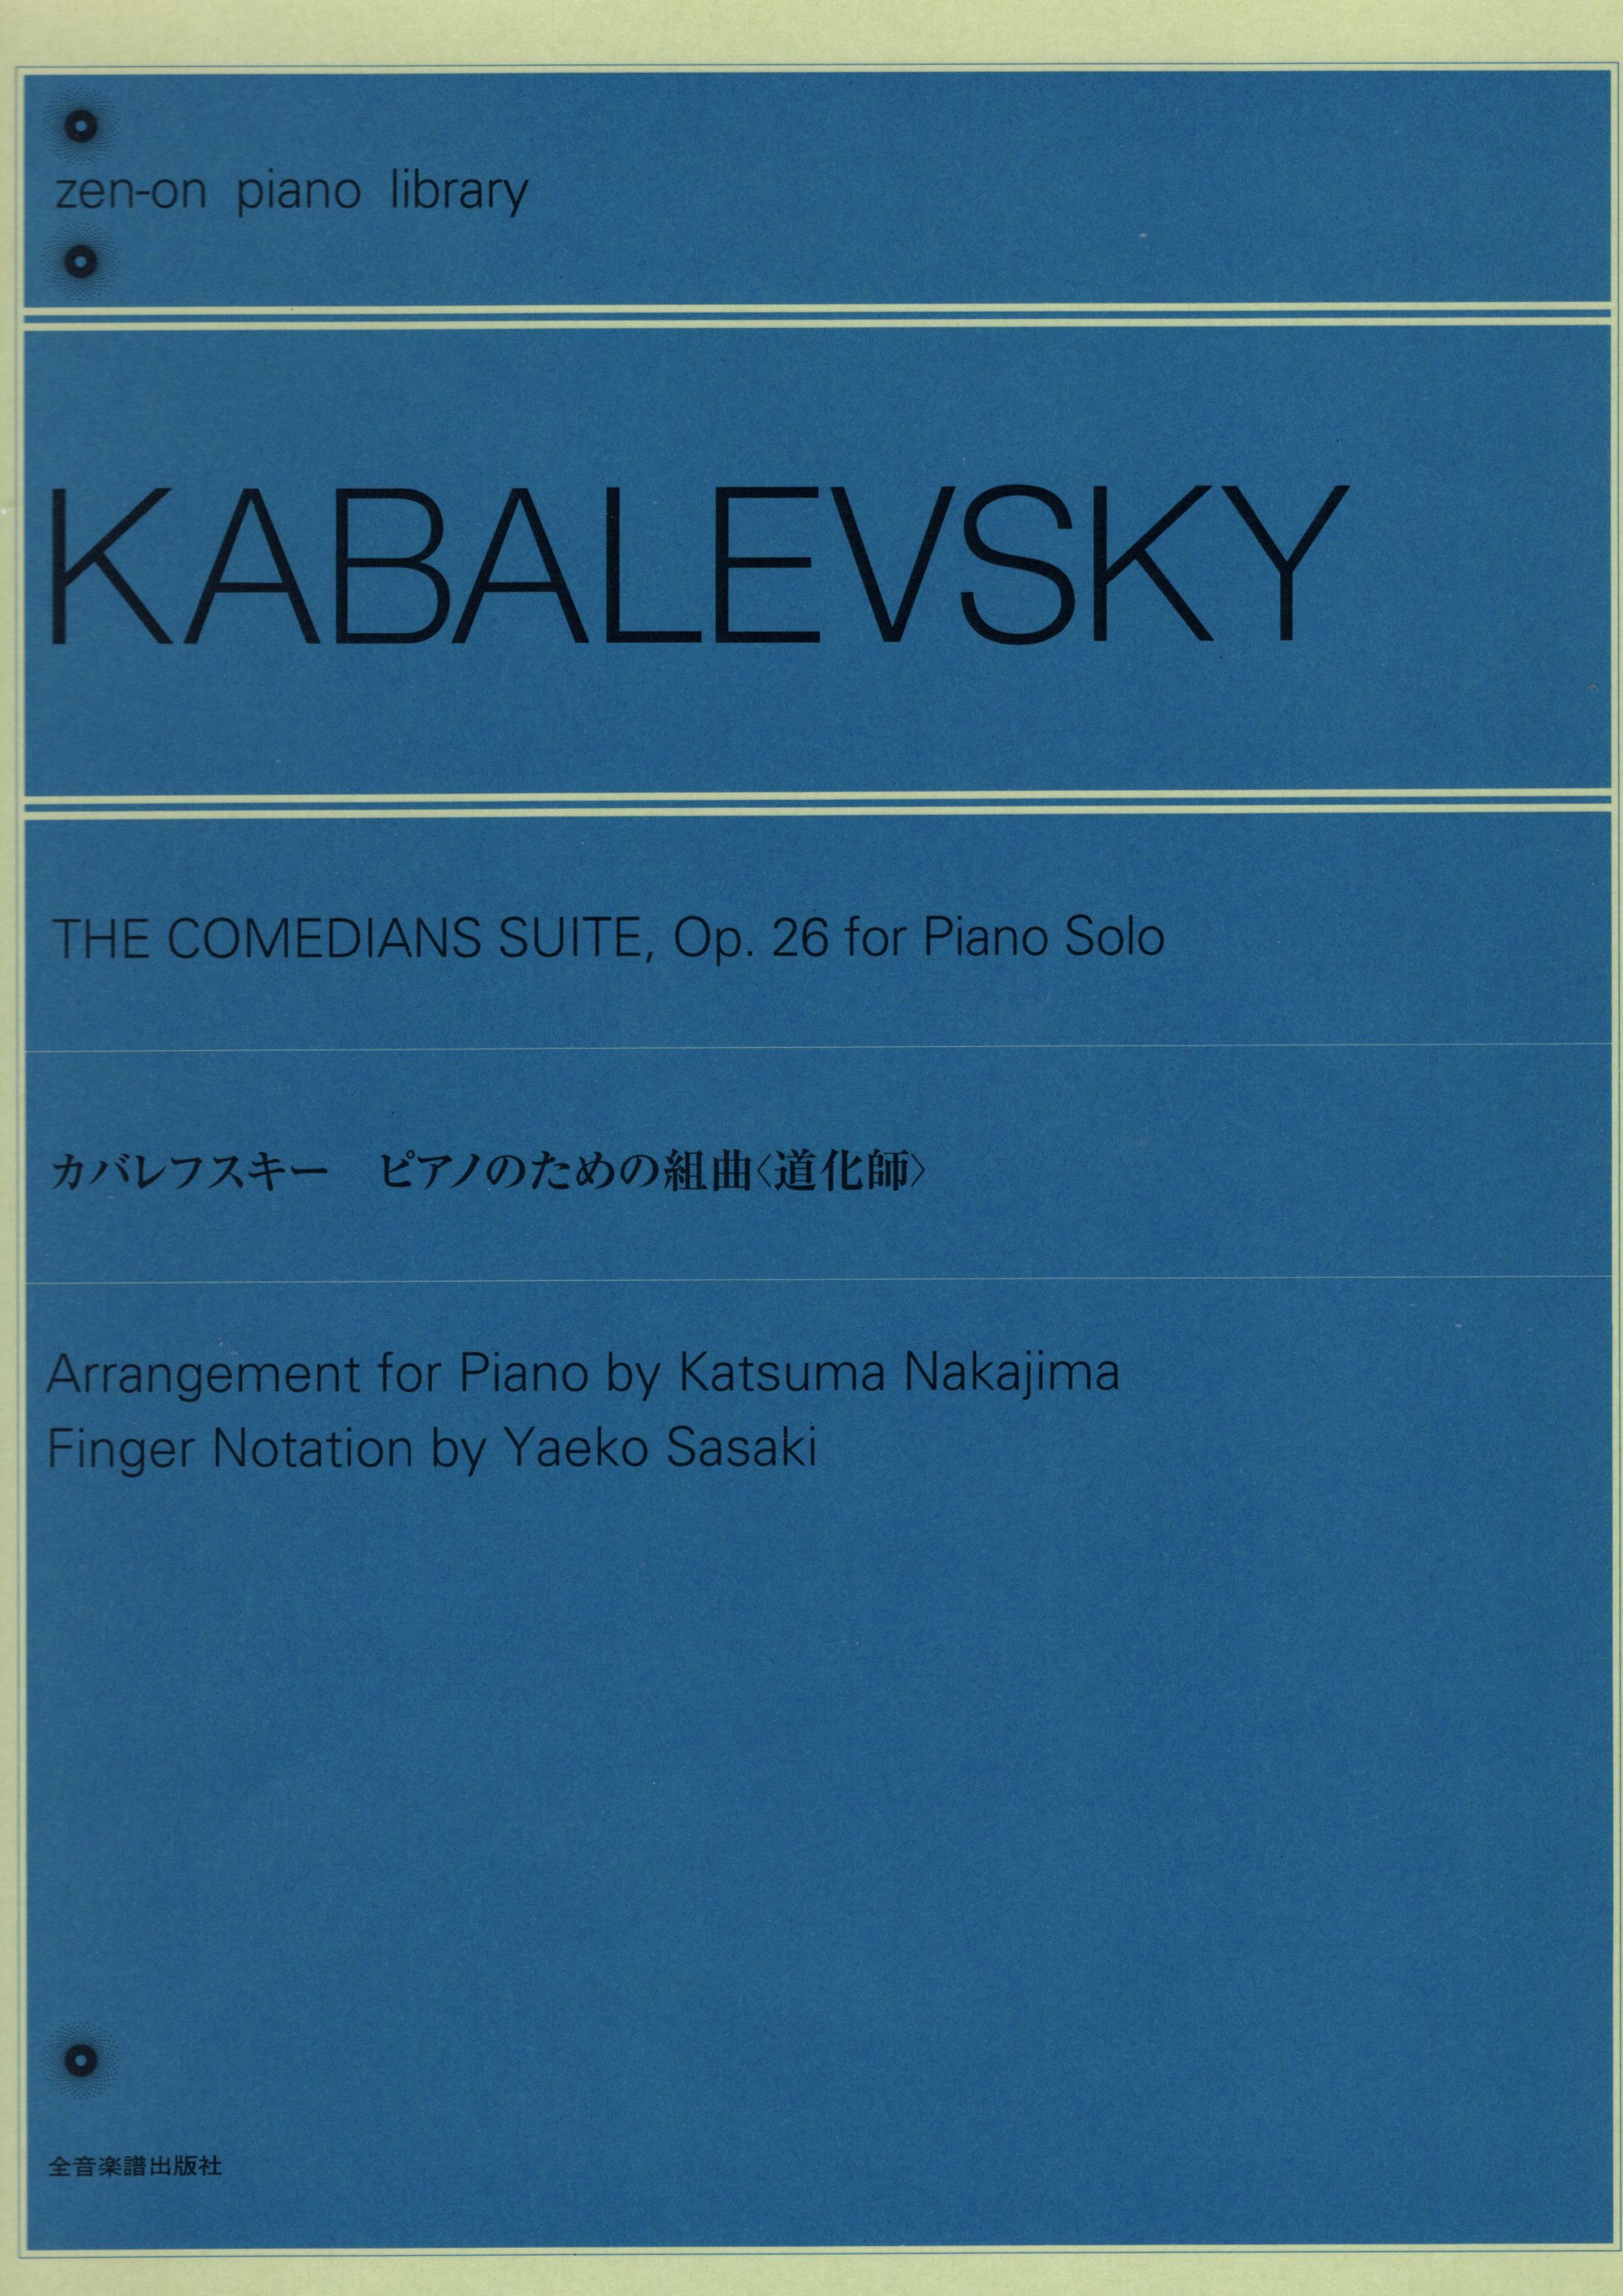 zen-on piano library
KABALEVSKY
THE COMEDIANS SUITE, Op. 26 for Piano Solo
カバレフスキー　ピアノのための組曲〈道化師〉
Arrangement for Piano by Katsuma Nakajima
Finger Notation by Yaeko Sasaki
全音楽譜出版社